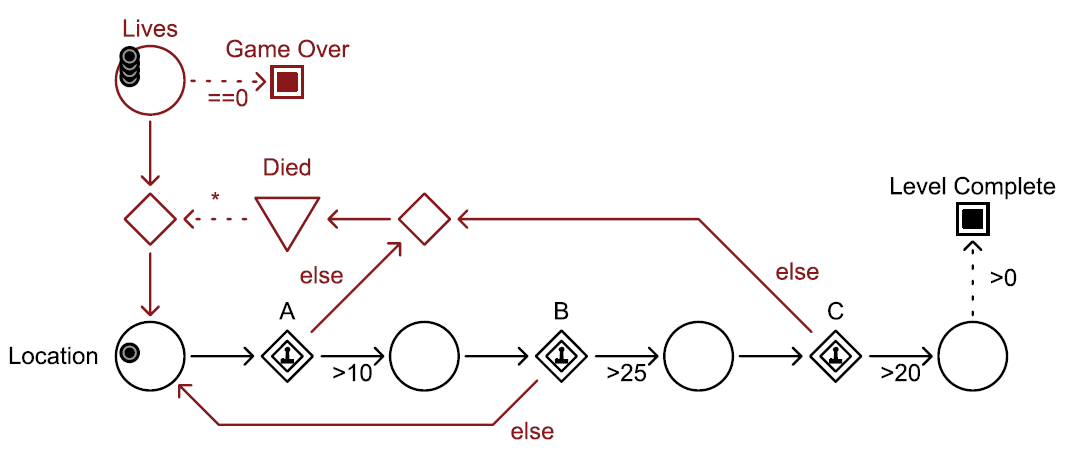 Lives
Game Over
==0
Died
*
Level Complete
else
else
>0
A
B
C
Location
>10
>25
>20
else